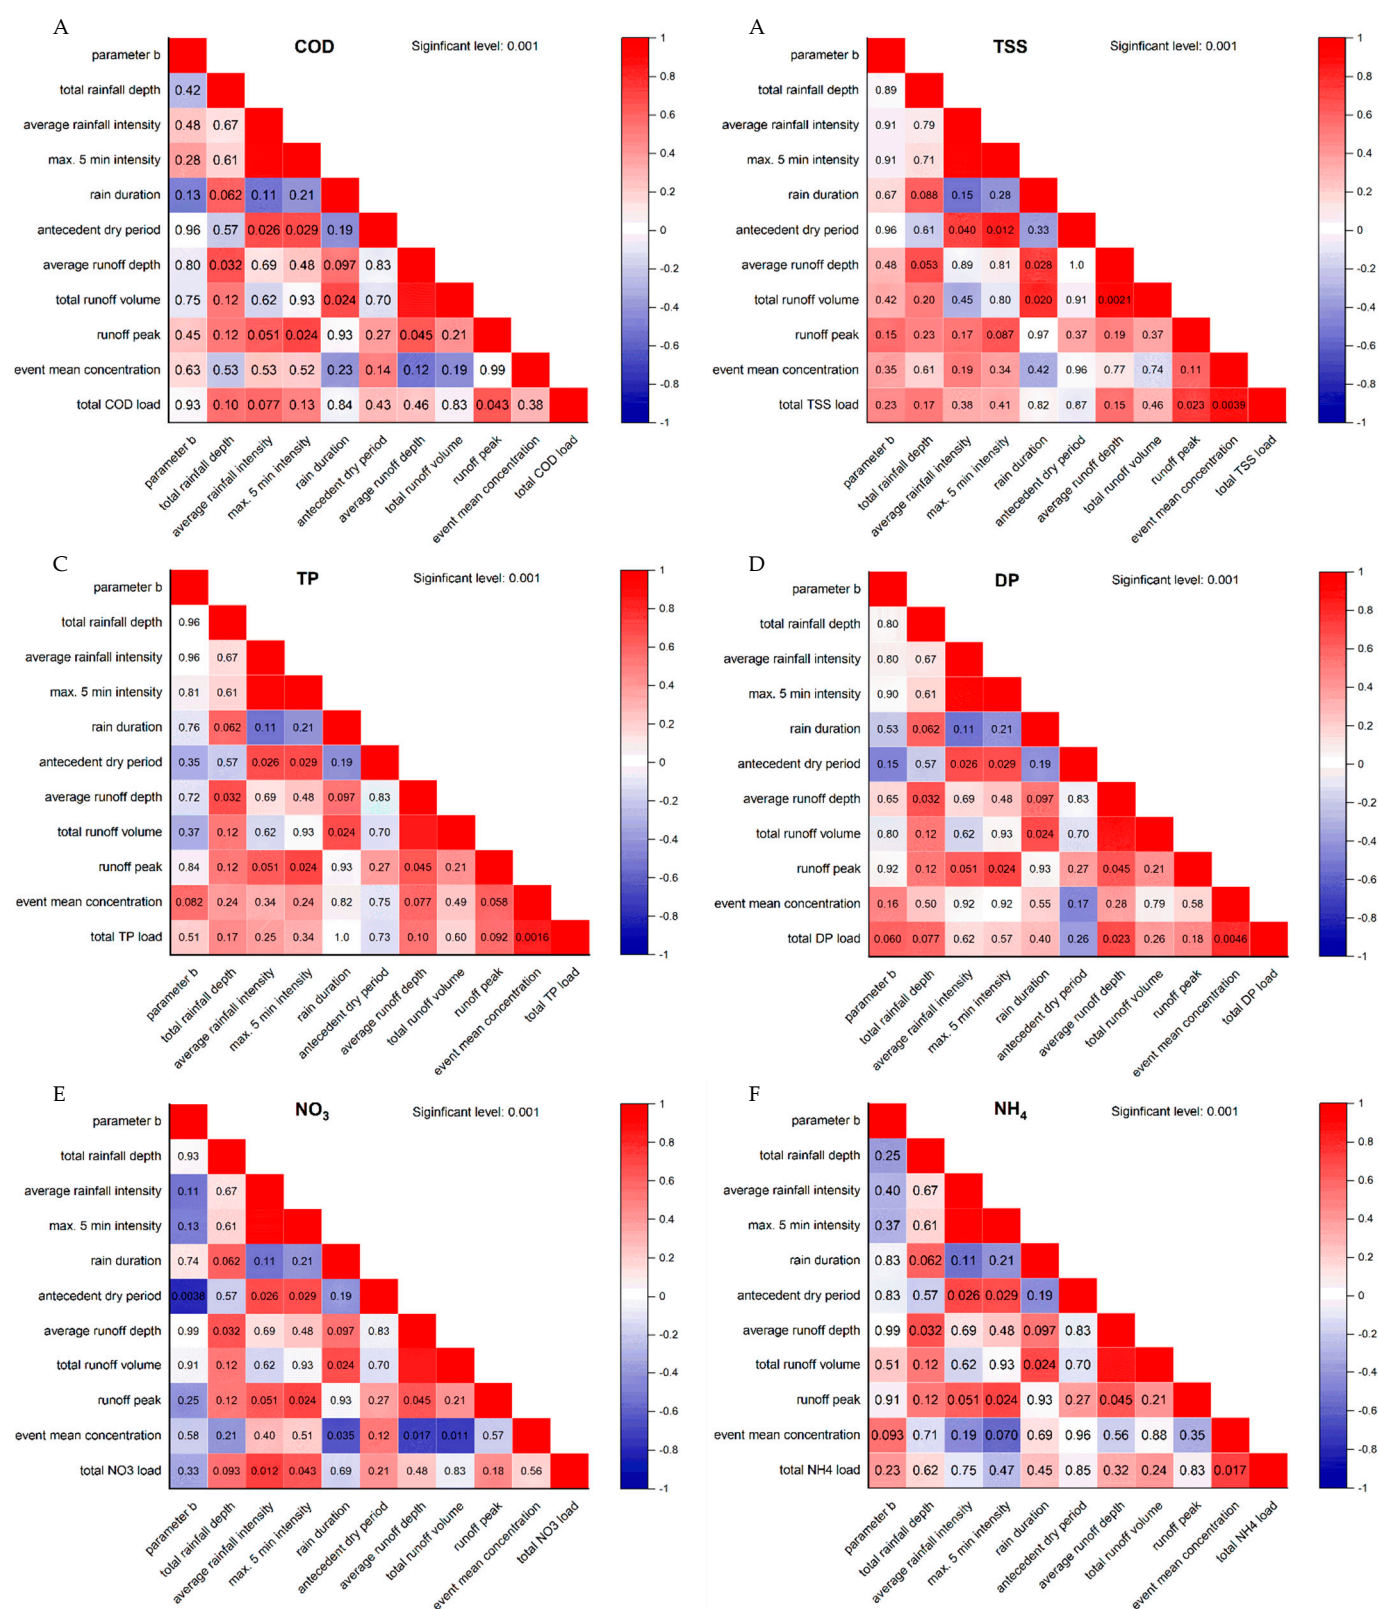 A
COD
Siginficant level: 0.001
parameter b
total rainfall depth 0.42
average rainfall intensity 0.48 0.67
max. 5 min intensity 0.28 0.61
rain duration 0.13 0.062 0.11 0.21
antecedent dry period 0.96 0.57 0.026 0.029 0.19
average runoff depth 0.80 0.032 0.69 0.48 0.097 0.83
total runoff volume 0.75 0.12 0.62 0.93 0.024 0.70
runoff peak 0.45 0.12 0.051 0.024 0.93 0.27 0.045 0.21
event mean concentration 0.63 0.53 0.53 0.52 0.23 0.14 0.12 0.19 0.99
total COD load 0.93 0.10 0.077 0.13 0.84 0.43 0.46 0.83 0.043 0.38
parameter b
total rainfall depth
average rainfall intensity
max. 5 min intensity
rain duration
antecedent dry period
average runoff depth
total runoff volume
runoff peak
event mean concentration
total COD load
1
0.8
0.6
0.4
0.2
0
-0.2
-0.4
-0.6
-0.8
-1
A
TSS
Siginficant level: 0.001
parameter b
total rainfall depth 0.89
average rainfall intensity 0.91 0.79
max. 5 min intensity 0.91 0.71
rain duration 0.67 0.088 0.15 0.28
antecedent dry period 0.96 0.61 0.040 0.012 0.33
average runoff depth 0.48 0.053 0.89 0.81 0.028 1.0
total runoff volume 0.42 0.20 0.45 0.80 0.020 0.91 0.0021
runoff peak 0.15 0.23 0.17 0.087 0.97 0.37 0.19 0.37
event mean concentration 0.35 0.61 0.19 0.34 0.42 0.96 0.77 0.74 0.11
total TSS load 0.23 0.17 0.38 0.41 0.82 0.87 0.15 0.46 0.023 0.0039
parameter b
total rainfall depth
average rainfall intensity
max. 5 min intensity
rain duration
antecedent dry period
average runoff depth
total runoff volume
runoff peak
event mean concentration
total TSS load
1
0.8
0.6
0.4
0.2
0
-0.2
-0.4
-0.6
-0.8
-1
C
TP
Siginficant level: 0.001
parameter b
total rainfall depth 0.96
average rainfall intensity 0.96 0.67
max. 5 min intensity 0.81 0.61
rain duration 0.76 0.062 0.11 0.21
antecedent dry period 0.35 0.57 0.026 0.029 0.19
average runoff depth 0.72 0.032 0.69 0.48 0.097 0.83
total runoff volume 0.37 0.12 0.62 0.93 0.024 0.70
runoff peak 0.84 0.12 0.051 0.024 0.93 0.27 0.045 0.21
event mean concentration 0.082 0.24 0.34 0.24 0.82 0.75 0.077 0.49 0.058
total TP load 0.51 0.17 0.25 0.34 1.0 0.73 0.10 0.60 0.092 0.0016
parameter b
total rainfall depth
average rainfall intensity
max. 5 min intensity
rain duration
antecedent dry period
average runoff depth
total runoff volume
runoff peak
event mean concentration
total TP load
1
0.8
0.6
0.4
0.2
0
-0.2
-0.4
-0.6
-0.8
-1
D
DP
Siginficant level: 0.001
parameter b
total rainfall depth 0.80
average rainfall intensity 0.80 0.67
max. 5 min intensity 0.90 0.61
rain duration 0.53 0.062 0.11 0.21
antecedent dry period 0.15 0.57 0.026 0.029 0.19
average runoff depth 0.65 0.032 0.69 0.48 0.097 0.83
total runoff volume 0.80 0.12 0.62 0.93 0.024 0.70
runoff peak 0.92 0.12 0.051 0.024 0.93 0.27 0.045 0.21
event mean concentration 0.16 0.50 0.92 0.92 0.55 0.17 0.28 0.79 0.58
total DP load 0.060 0.077 0.62 0.57 0.40 0.26 0.023 0.26 0.18 0.0046
parameter b
total rainfall depth
average rainfall intensity
max. 5 min intensity
rain duration
antecedent dry period
average runoff depth
total runoff volume
runoff peak
event mean concentration
total DP load
1
0.8
0.6
0.4
0.2
0
-0.2
-0.4
-0.6
-0.8
-1
E
NO3
Siginficant level: 0.001
parameter b
total rainfall depth 0.93
average rainfall intensity 0.11 0.67
max. 5 min intensity 0.13 0.61
rain duration 0.74 0.062 0.11 0.21
antecedent dry period 0.0038 0.57 0.026 0.029 0.19
average runoff depth 0.99 0.032 0.69 0.48 0.097 0.83
total runoff volume 0.91 0.12 0.62 0.93 0.024 0.70
runoff peak 0.25 0.12 0.051 0.024 0.93 0.27 0.045 0.21
event mean concentration 0.58 0.21 0.40 0.51 0.035 0.12 0.017 0.011 0.57
total NO3 load 0.33 0.093 0.012 0.043 0.69 0.21 0.48 0.83 0.18 0.56
parameter b
total rainfall depth
average rainfall intensity
max. 5 min intensity
rain duration
antecedent dry period
average runoff depth
total runoff volume
runoff peak
event mean concentration
total NO3 load
1
0.8
0.6
0.4
0.2
0
-0.2
-0.4
-0.6
-0.8
-1
F
NH4
Siginficant level: 0.001
parameter b
total rainfall depth 0.25
average rainfall intensity 0.40 0.67
max. 5 min intensity 0.37 0.61
rain duration 0.83 0.062 0.11 0.21
antecedent dry period 0.83 0.57 0.026 0.029 0.19
average runoff depth 0.99 0.032 0.69 0.48 0.097 0.83
total runoff volume 0.51 0.12 0.62 0.93 0.024 0.70
runoff peak 0.91 0.12 0.051 0.024 0.93 0.27 0.045 0.21
event mean concentration 0.093 0.71 0.19 0.070 0.69 0.96 0.56 0.88 0.35
total NH4 load 0.23 0.62 0.75 0.47 0.45 0.85 0.32 0.24 0.83 0.017
parameter b
total rainfall depth
average rainfall intensity
max. 5 min intensity
rain duration
antecedent dry period
average runoff depth
total runoff volume
runoff peak
event mean concentration
total NH4 load
1
0.8
0.6
0.4
0.2
0
-0.2
-0.4
-0.6
-0.8
-1